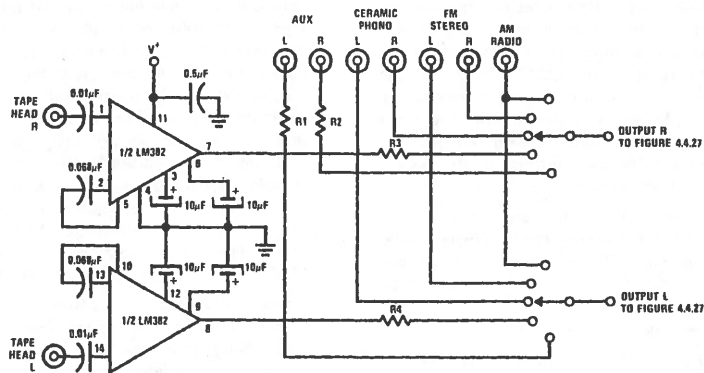 AUX
CERAMIC
PHONO
FM
STEREO
AM
RADIO
L
R
L
R
L
R
V+
0.5µF
0.01µF
1
11
TAPE
HEAD
R
R1
R2
1/2 LM382
7
6
R3
OUTPUT R
TO FIGURE 4.4.27
0.068µF
2
3
4
5
+
+
10µF
10µF
10
0.068µF
13
10µF
10µF
+
+
12
9
1/2 LM382
8
R4
OUTPUT L
TO FIGURE 4.4.27
0.01µF
14
TAPE
HEAD
L